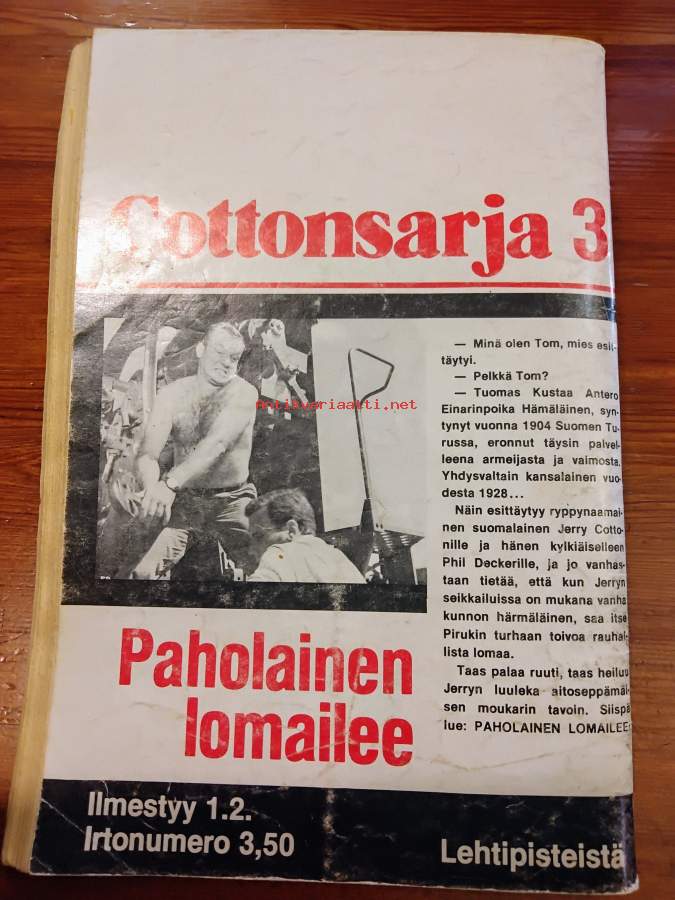 Cottonsarja 3
— Minä olen Tom, mies esit-
täytyi.
— Pelkkä Tom?
— Tuomas Kustaa Antero
Einarinpoika Hämäläinen, syn-
tynyt vuonna 1904 Suomen Tu-
russa, eronnut täysin palvel-
leena armeijasta ja vaimosta.
Yhdysvaltain kansalainen vuo-
desta 1928...
Näin esittäytyy ryppynaamai-
nen suomalainen Jerry Cotto-
nille ja hänen kylkiäiselleen
Phil Deckerille, ja jo vanhas-
taan tietää, että kun Jerryn
seikkailuissa on mukana vanha
kunnon härmäläinen, saa itse
Pirukin turhaan toivoa rauhal-
lista lomaa.
Taas palaa ruuti, taas heiluu
Jerryn luuleka aitoseppämäi-
sen moukarin tavoin. Siispä
lue: PAHOLAINEN LOMAILEE
antikvariaatti.net
Paholainen
lomailee
Ilmestyy 1.2.
Irtonumero 3,50
Lehtipisteistä